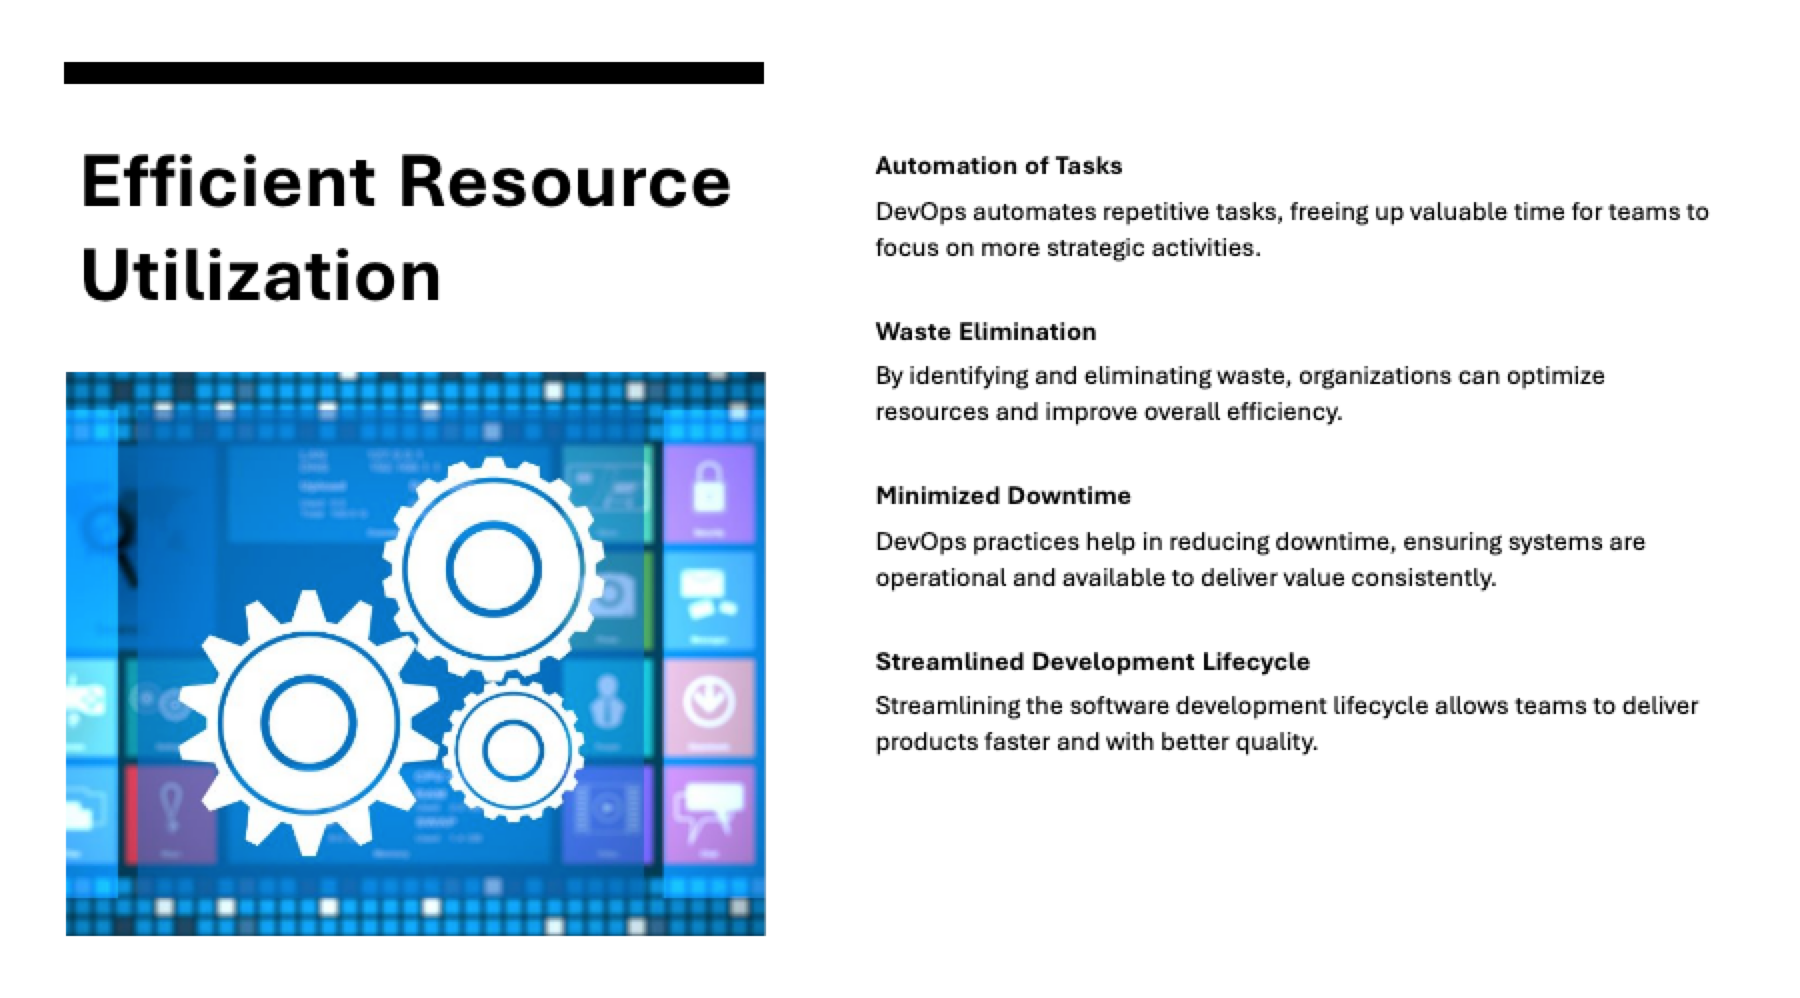 Efficient Resource
Utilization
Automation of Tasks
DevOps automates repetitive tasks, freeing up valuable time for teams to
focus on more strategic activities.
Waste Elimination
By identifying and eliminating waste, organizations can optimize
resources and improve overall efficiency.
Minimized Downtime
DevOps practices help in reducing downtime, ensuring systems are
operational and available to deliver value consistently.
Streamlined Development Lifecycle
Streamlining the software development lifecycle allows teams to deliver
products faster and with better quality.